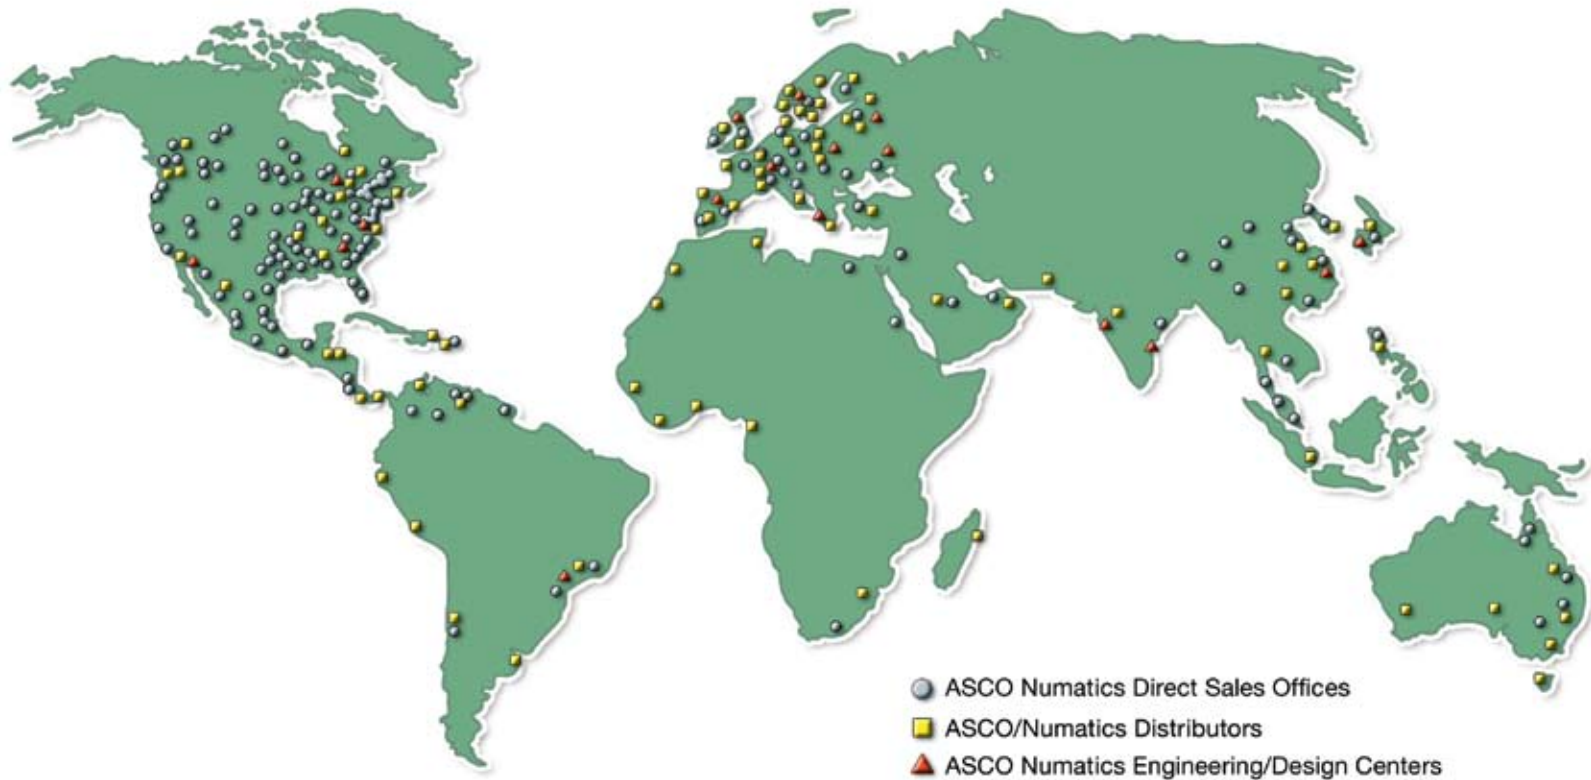 ASCO Numatics Direct Sales Offices
ASCO/Numatics Distributors
ASCO Numatics Engineering/Design Centers